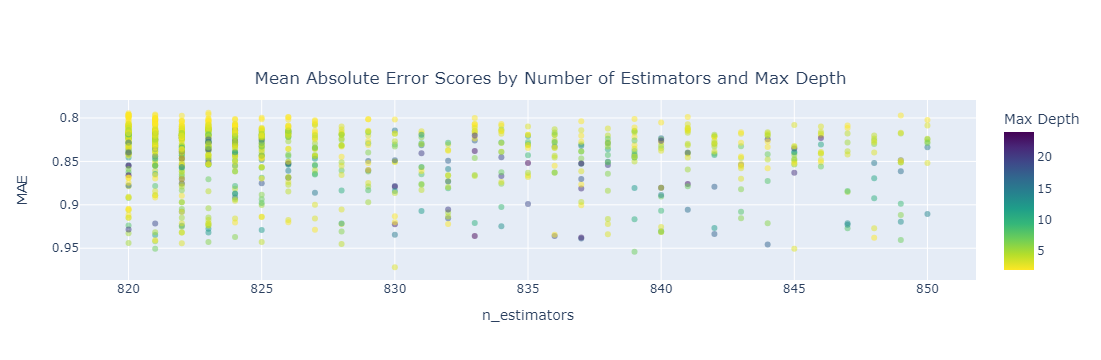 Mean Absolute Error Scores by Number of Estimators and Max Depth
MAE
0.8
0.85
0.9
0.95
820 825 830 835 840 845 850
n_estimators
Max Depth
20
15
10
5